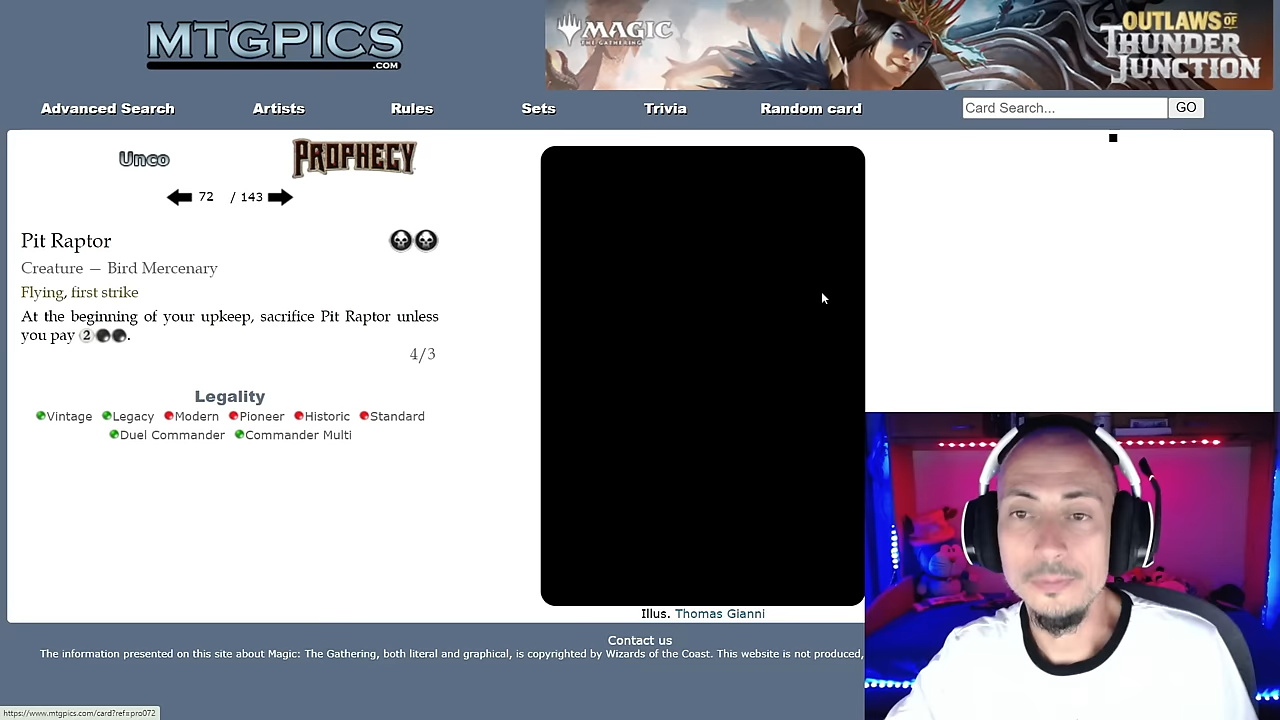 MTGPICS
.COM
MAGIC
THE GATHERING
OUTLAWS OF
THUNDER
JUNCTION
Advanced Search
Artists
Rules
Sets
Trivia
Random card
Card Search...
GO
Unco
PROPHECY
72 / 143
Pit Raptor
Creature — Bird Mercenary
Flying, first strike
At the beginning of your upkeep, sacrifice Pit Raptor unless
you pay 2.
4/3
Legality
Vintage Legacy Modern Pioneer Historic Standard
Duel Commander Commander Multi
Illus. Thomas Gianni
Contact us
The information presented on this site about Magic: The Gathering, both literal and graphical, is copyrighted by Wizards of the Coast. This website is not produced,
https://www.mtgpics.com/card?ref=pro072